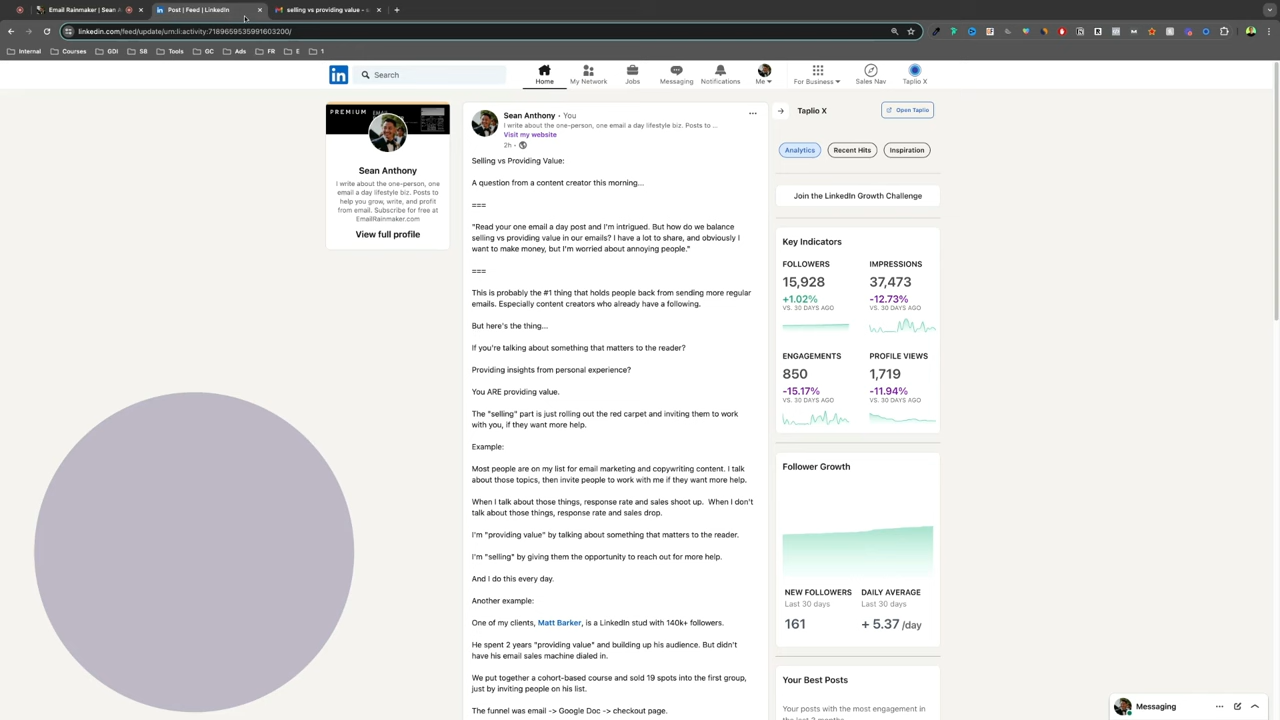 Email Rainmaker - Sean A
Post | Feed | LinkedIn
selling vs providing value -
linkedin.com/feed/update/urn:li:activity:7189659535991603200/
Internal
Courses
GDI
SB
Tools
GC
Ads
E
1
Search
Home
My Network
Jobs
Messaging
Notifications
Me
For Business
Sales Nav
Taplio X
PREMIUM
Sean Anthony
I write about the one-person, one
email a day lifestyle biz. Posts to
help you grow, write, and profit
from email. Subscribe for free at
EmailRainmaker.com
View full profile
Sean Anthony · You
I write about the one-person, one email a day lifestyle biz. Posts to ...
Visit my website
2h ·
Selling vs Providing Value:
A question from a content creator this morning...
===
"Read your one email a day post and I'm intrigued. But how do we balance
selling vs providing value in our emails? I have a lot to share, and obviously I
want to make money, but I'm worried about annoying people."
===
This is probably the #1 thing that holds people back from sending more regular
emails. Especially content creators who already have a following.
But here's the thing...
If you're talking about something that matters to the reader?
Providing insights from personal experience?
You ARE providing value.
The "selling" part is just rolling out the red carpet and inviting them to work
with you, if they want more help.
Example:
Most people are on my list for email marketing and copywriting content. I talk
about those topics, then invite people to work with me if they want more help.
When I talk about those things, response rate and sales shoot up.  When I don't
talk about those things, response rate and sales drop.
I'm "providing value" by talking about something that matters to the reader.
I'm "selling" by giving them the opportunity to reach out for more help.
And I do this every day.
Another example:
One of my clients, Matt Barker, is a LinkedIn stud with 140k+ followers.
He spent 2 years "providing value" and building up his audience. But didn't
have his email sales machine dialed in.
We put together a cohort-based course and sold 19 spots into the first group,
just by inviting people on his list.
The funnel was email -> Google Doc -> checkout page.
Taplio X
Open Taplio
Analytics
Recent Hits
Inspiration
Join the LinkedIn Growth Challenge
Key Indicators
FOLLOWERS
15,928
+1.02%
VS. 30 DAYS AGO
IMPRESSIONS
37,473
-12.73%
VS. 30 DAYS AGO
ENGAGEMENTS
850
-15.17%
VS. 30 DAYS AGO
PROFILE VIEWS
1,719
-11.94%
VS. 30 DAYS AGO
Follower Growth
NEW FOLLOWERS
Last 30 days
161
DAILY AVERAGE
Last 30 days
+ 5.37 /day
Your Best Posts
Your posts with the most engagement in
Messaging